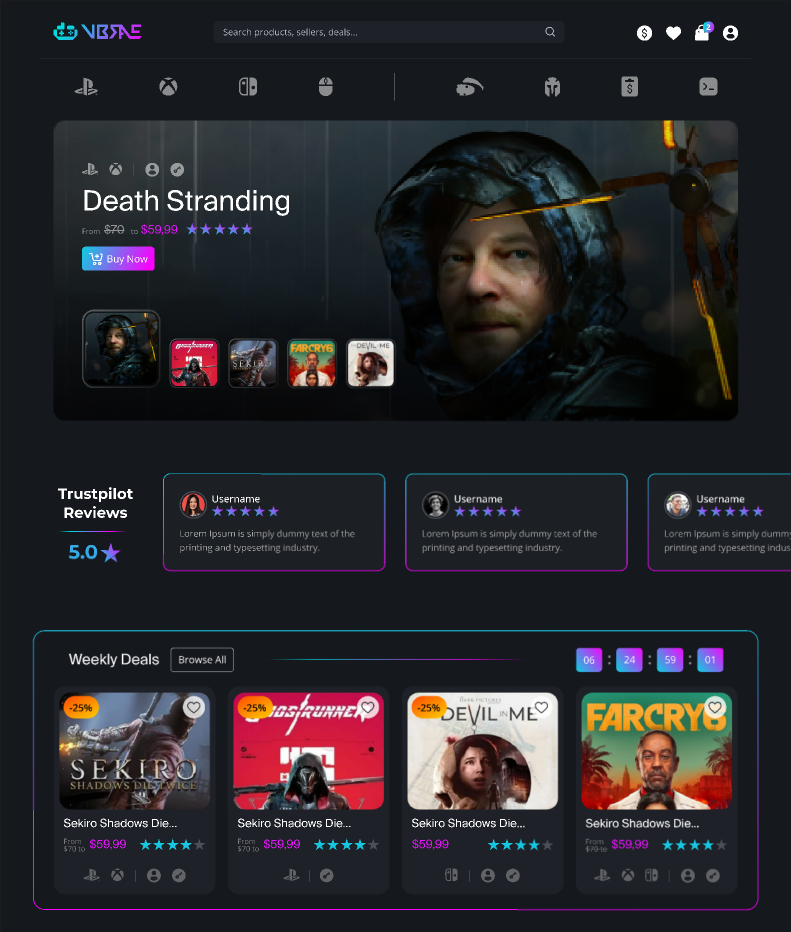 VBRAE
Search products, sellers, deals...
2
Death Stranding
From $70 to $59,99
Buy Now
GHOSTRUNNER
SEKIRO
FARCRY6
DEVIL IN ME
Trustpilot
Reviews
5.0
Username
Lorem Ipsum is simply dummy text of the
printing and typesetting industry.
Username
Lorem Ipsum is simply dummy text of the
printing and typesetting industry.
Username
Lorem Ipsum is simply dummy
printing and typesetting indus
Weekly Deals
Browse All
06 : 24 : 59 : 01
-25%
SEKIRO
SHADOWS DIE TWICE
Sekiro Shadows Die...
From
$70 to $59,99
-25%
GHOSTRUNNER
Sekiro Shadows Die...
From
$70 to $59,99
-25%
THE DARK PICTURES
DEVIL IN ME
Sekiro Shadows Die...
$59,99
FARCRY6
Sekiro Shadows Die...
From
$70 to $59,99